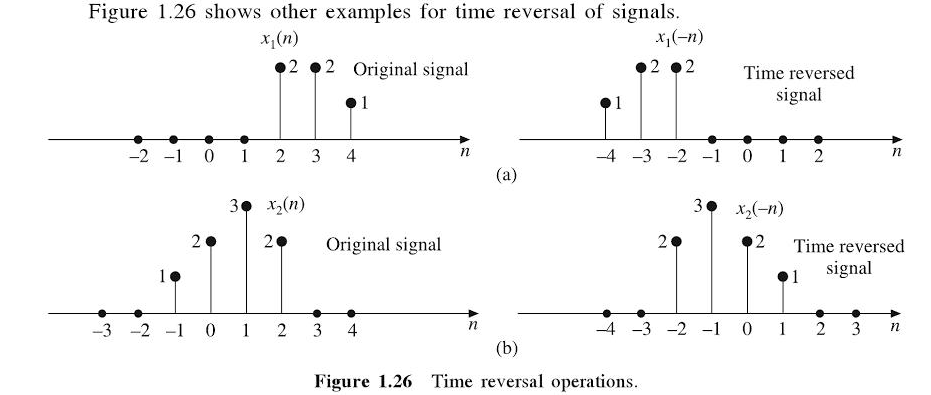 Figure 1.26 shows other examples for time reversal of signals.
x₁(n)
2 2 Original signal
1
–2 –1 0 1 2 3 4 n
x₁(–n)
2 2 Time reversed
signal
1
–4 –3 –2 –1 0 1 2 n
(a)
3 x₂(n)
2 2 Original signal
1
–3 –2 –1 0 1 2 3 4 n
3 x₂(–n)
2 2 Time reversed
signal
1
–4 –3 –2 –1 0 1 2 3 n
(b)
Figure 1.26 Time reversal operations.